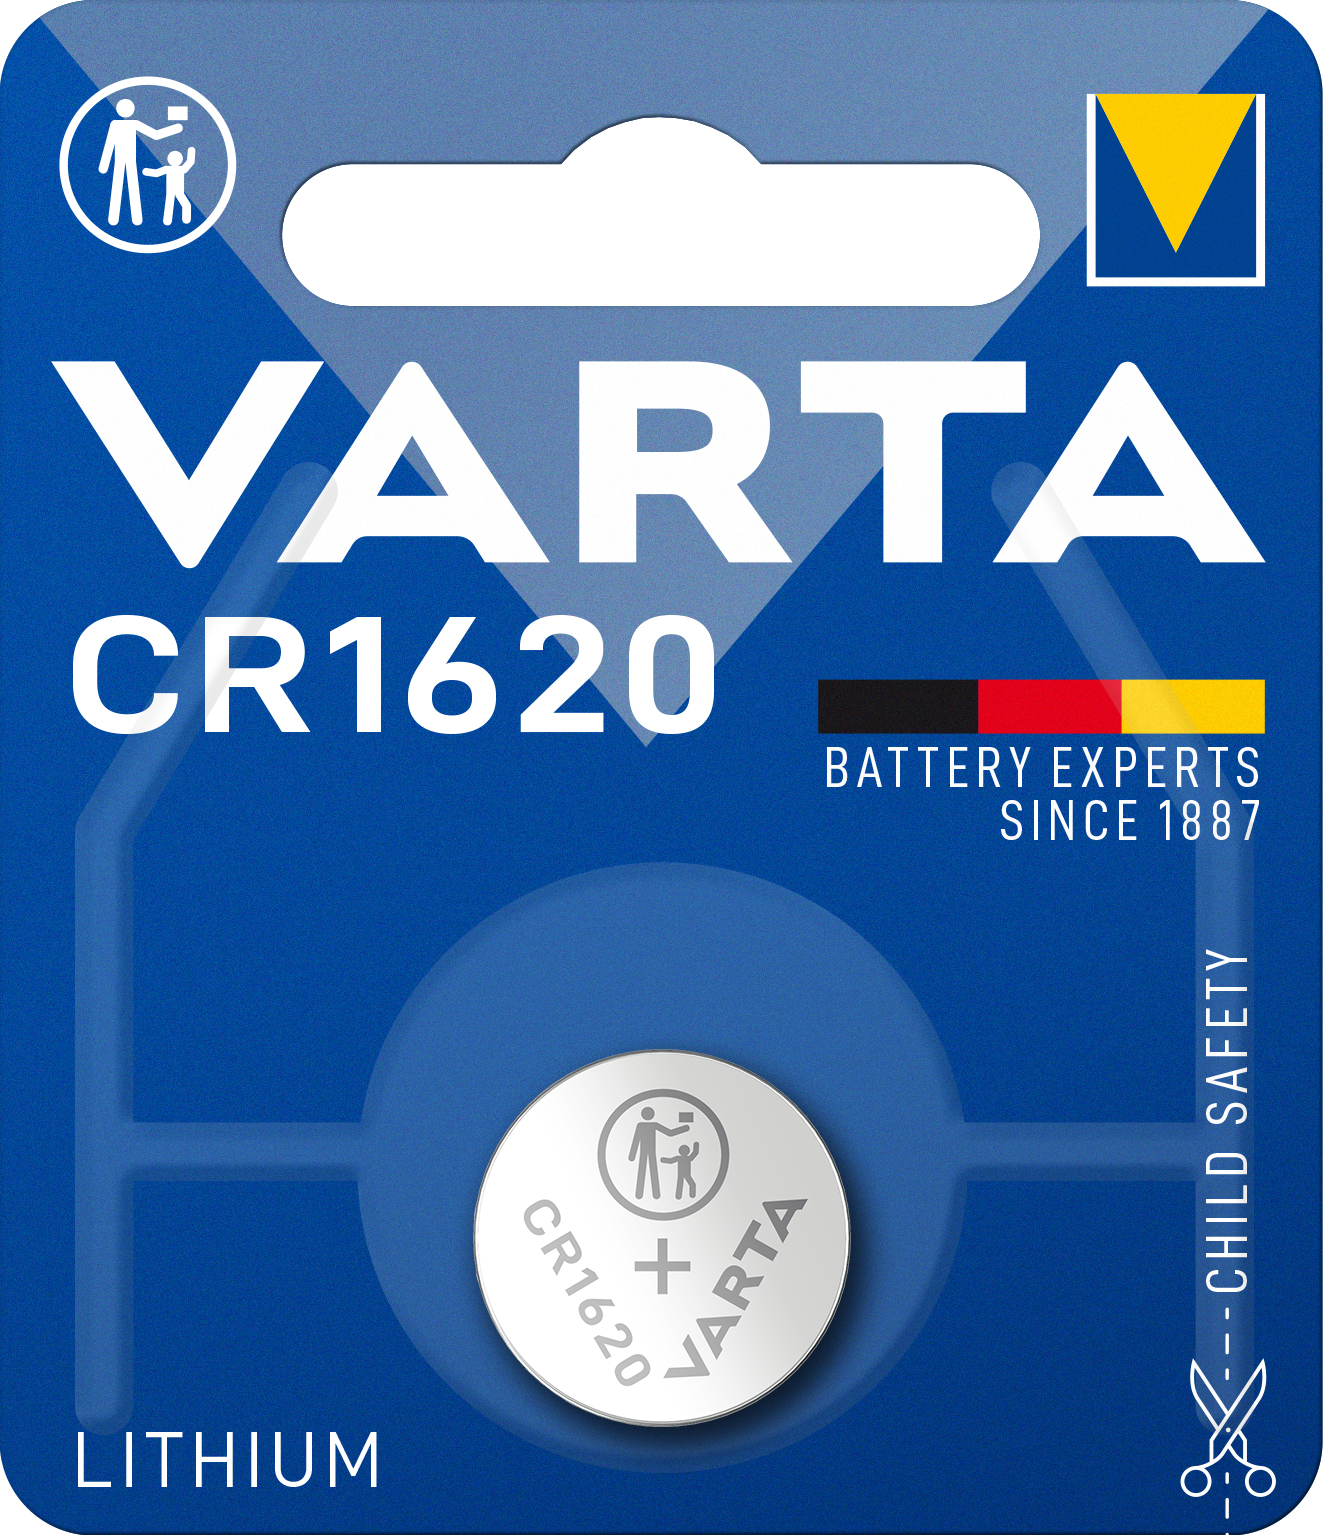 VARTA
CR1620
BATTERY EXPERTS
SINCE 1887
CHILD SAFETY
CR1620
+
VARTA
LITHIUM